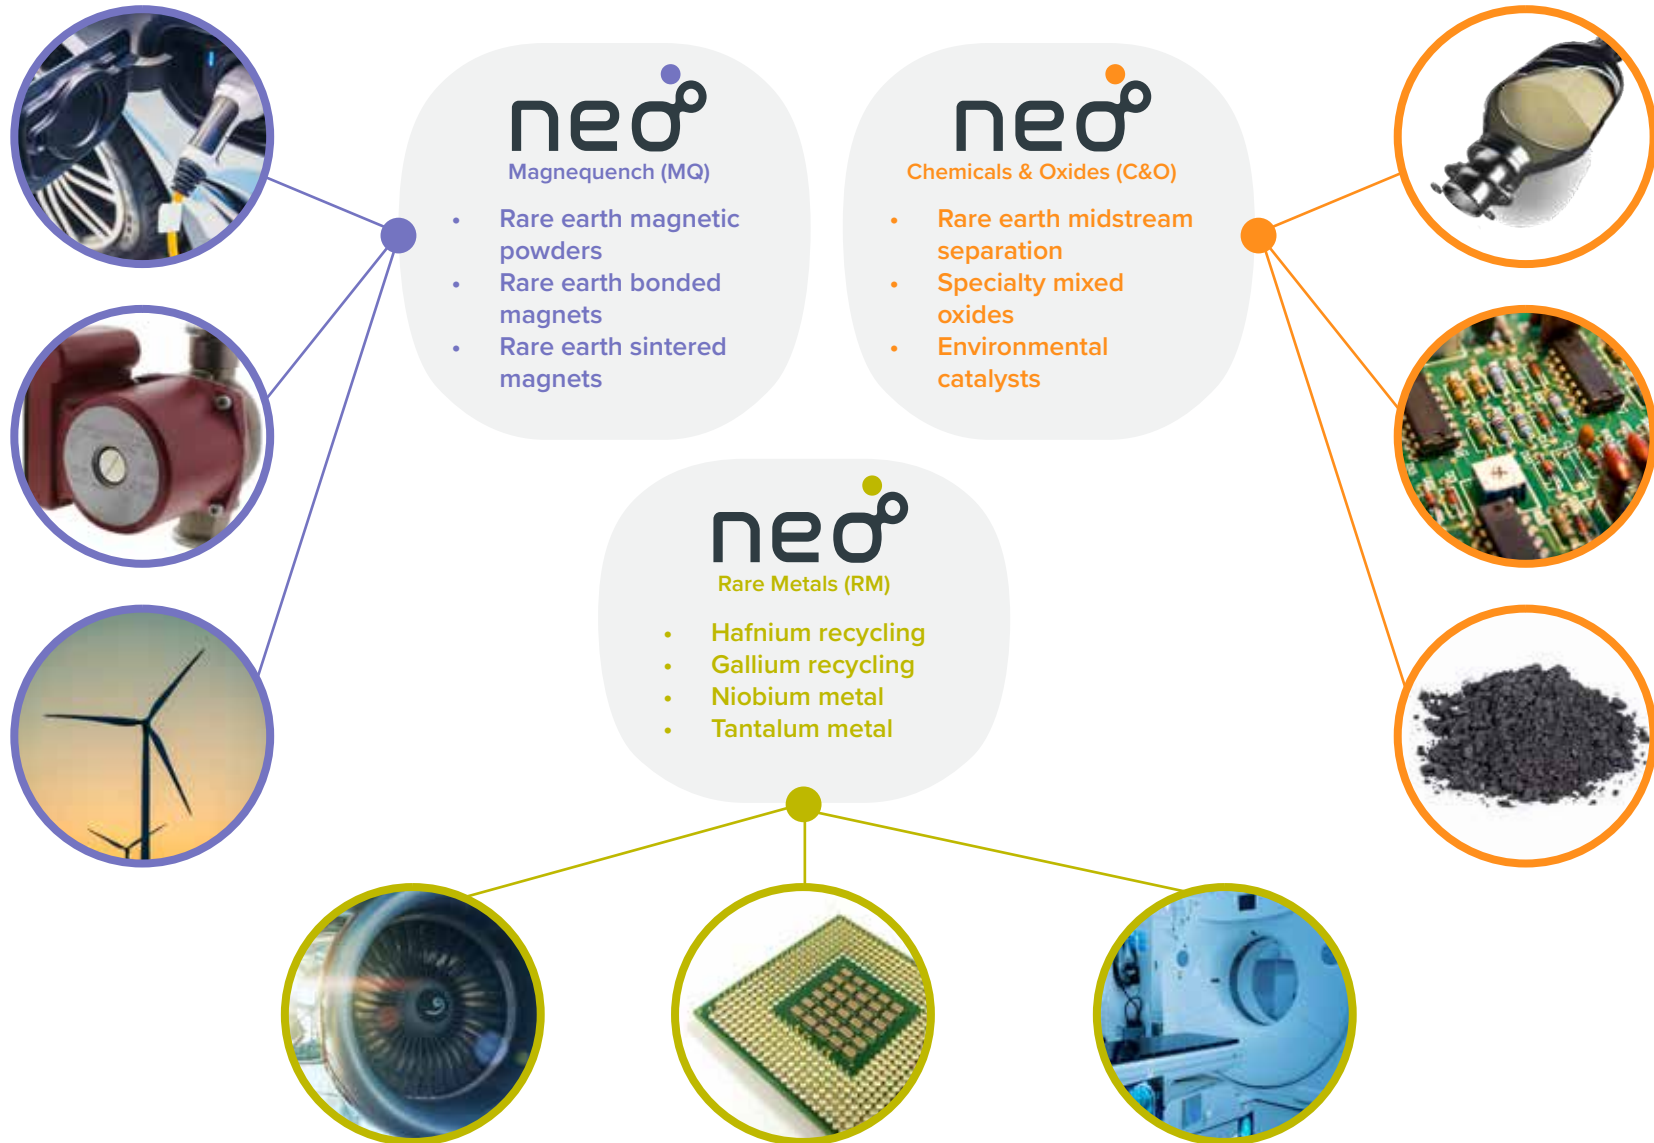 neo
Magnequench (MQ)
• Rare earth magnetic
powders
• Rare earth bonded
magnets
• Rare earth sintered
magnets
neo
Chemicals & Oxides (C&O)
• Rare earth midstream
separation
• Specialty mixed
oxides
• Environmental
catalysts
neo
Rare Metals (RM)
• Hafnium recycling
• Gallium recycling
• Niobium metal
• Tantalum metal